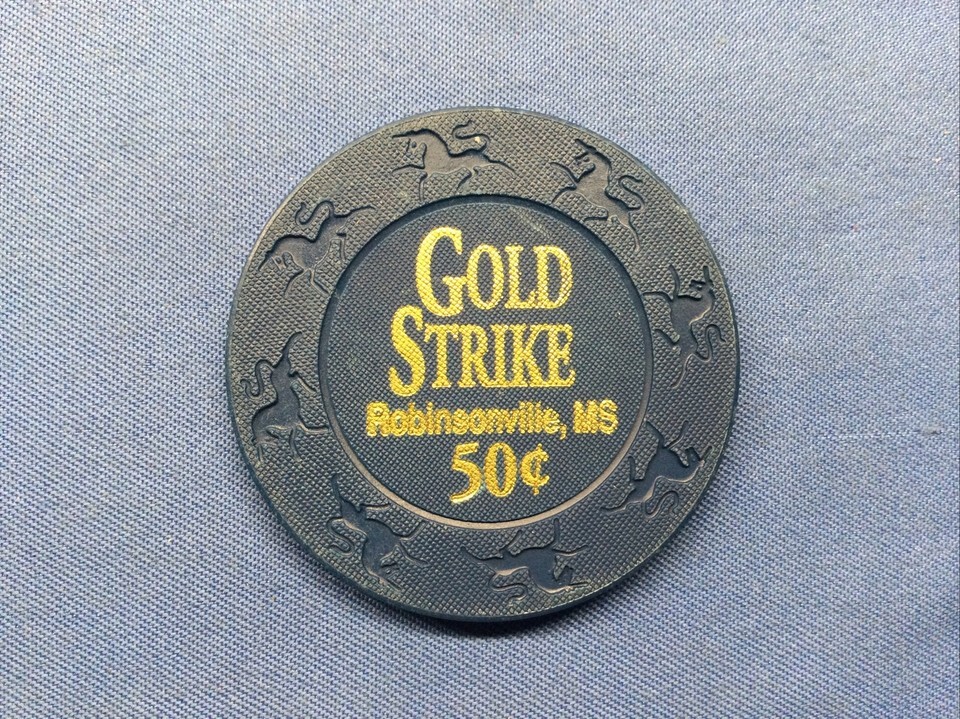 GOLD
STRIKE
Robinsonville, MS
50¢